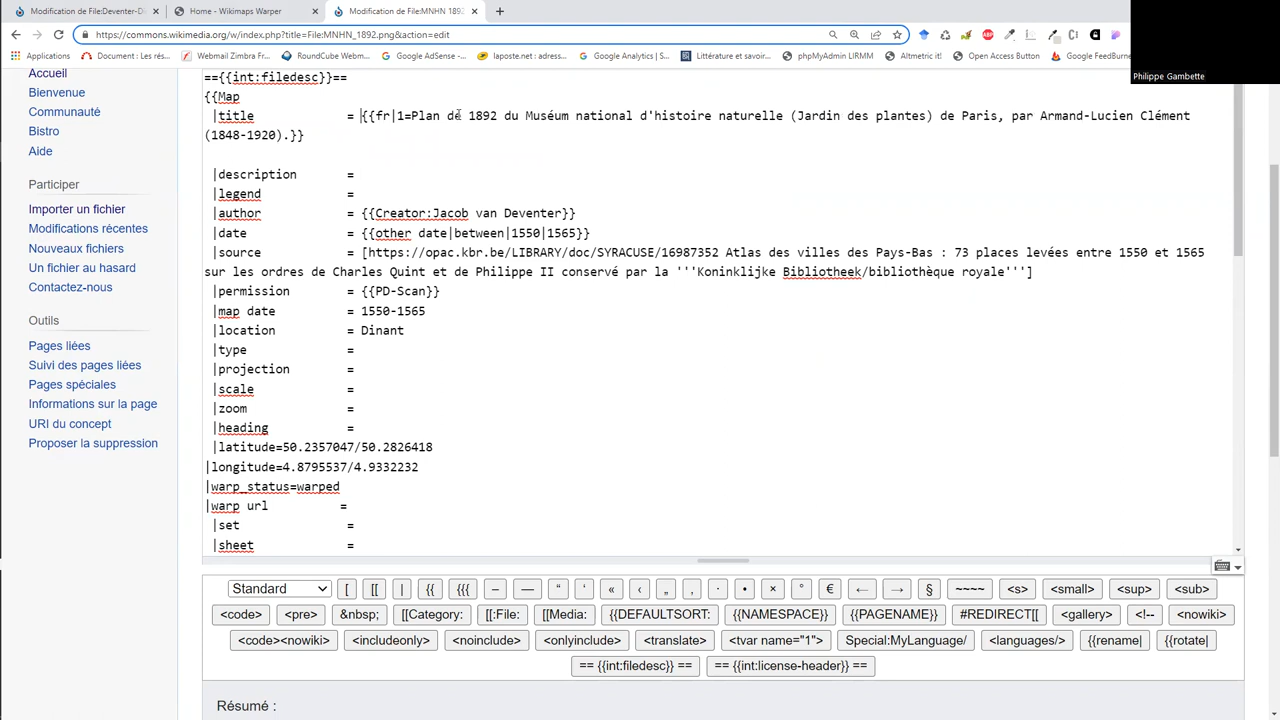 Modification de File:Deventer-D
Home - Wikimaps Warper
Modification de File:MNHN 1892
https://commons.wikimedia.org/w/index.php?title=File:MNHN_1892.png&action=edit
Applications Document : Les rés... Webmail Zimbra Fr... RoundCube Webm... Google AdSense -... laposte.net : adress... Google Analytics | S... Littérature et savoir... phpMyAdmin LIRMM Altmetric it! Open Access Button Google FeedBurne
Philippe Gambette
Accueil
Bienvenue
Communauté
Bistro
Aide
Participer
Importer un fichier
Modifications récentes
Nouveaux fichiers
Un fichier au hasard
Contactez-nous
Outils
Pages liées
Suivi des pages liées
Pages spéciales
Informations sur la page
URI du concept
Proposer la suppression
=={{int:filedesc}}==
{{Map
|title = {{fr|1=Plan de 1892 du Muséum national d'histoire naturelle (Jardin des plantes) de Paris, par Armand-Lucien Clément
(1848-1920).}}
|description =
|legend =
|author = {{Creator:Jacob van Deventer}}
|date = {{other date|between|1550|1565}}
|source = [https://opac.kbr.be/LIBRARY/doc/SYRACUSE/16987352 Atlas des villes des Pays-Bas : 73 places levées entre 1550 et 1565
sur les ordres de Charles Quint et de Philippe II conservé par la '''Koninklijke Bibliotheek/bibliothèque royale''']
|permission = {{PD-Scan}}
|map date = 1550-1565
|location = Dinant
|type =
|projection =
|scale =
|zoom =
|heading =
|latitude=50.2357047/50.2826418
|longitude=4.8795537/4.9332232
|warp_status=warped
|warp url =
|set =
|sheet =
Standard [ [[ | {{ {{{ – — “ ‘ « ‹ „ ‚ · • × ° € ← → § ~~~~ <s> <small> <sup> <sub>
<code> <pre> &nbsp; [[Category: [[:File: [[Media: {{DEFAULTSORT: {{NAMESPACE}} {{PAGENAME}} #REDIRECT[[ <gallery> <!-- <nowiki>
<code><nowiki> <includeonly> <noinclude> <onlyinclude> <translate> <tvar name="1"> Special:MyLanguage/ <languages/> {{rename| {{rotate|
== {{int:filedesc}} == == {{int:license-header}} ==
Résumé :